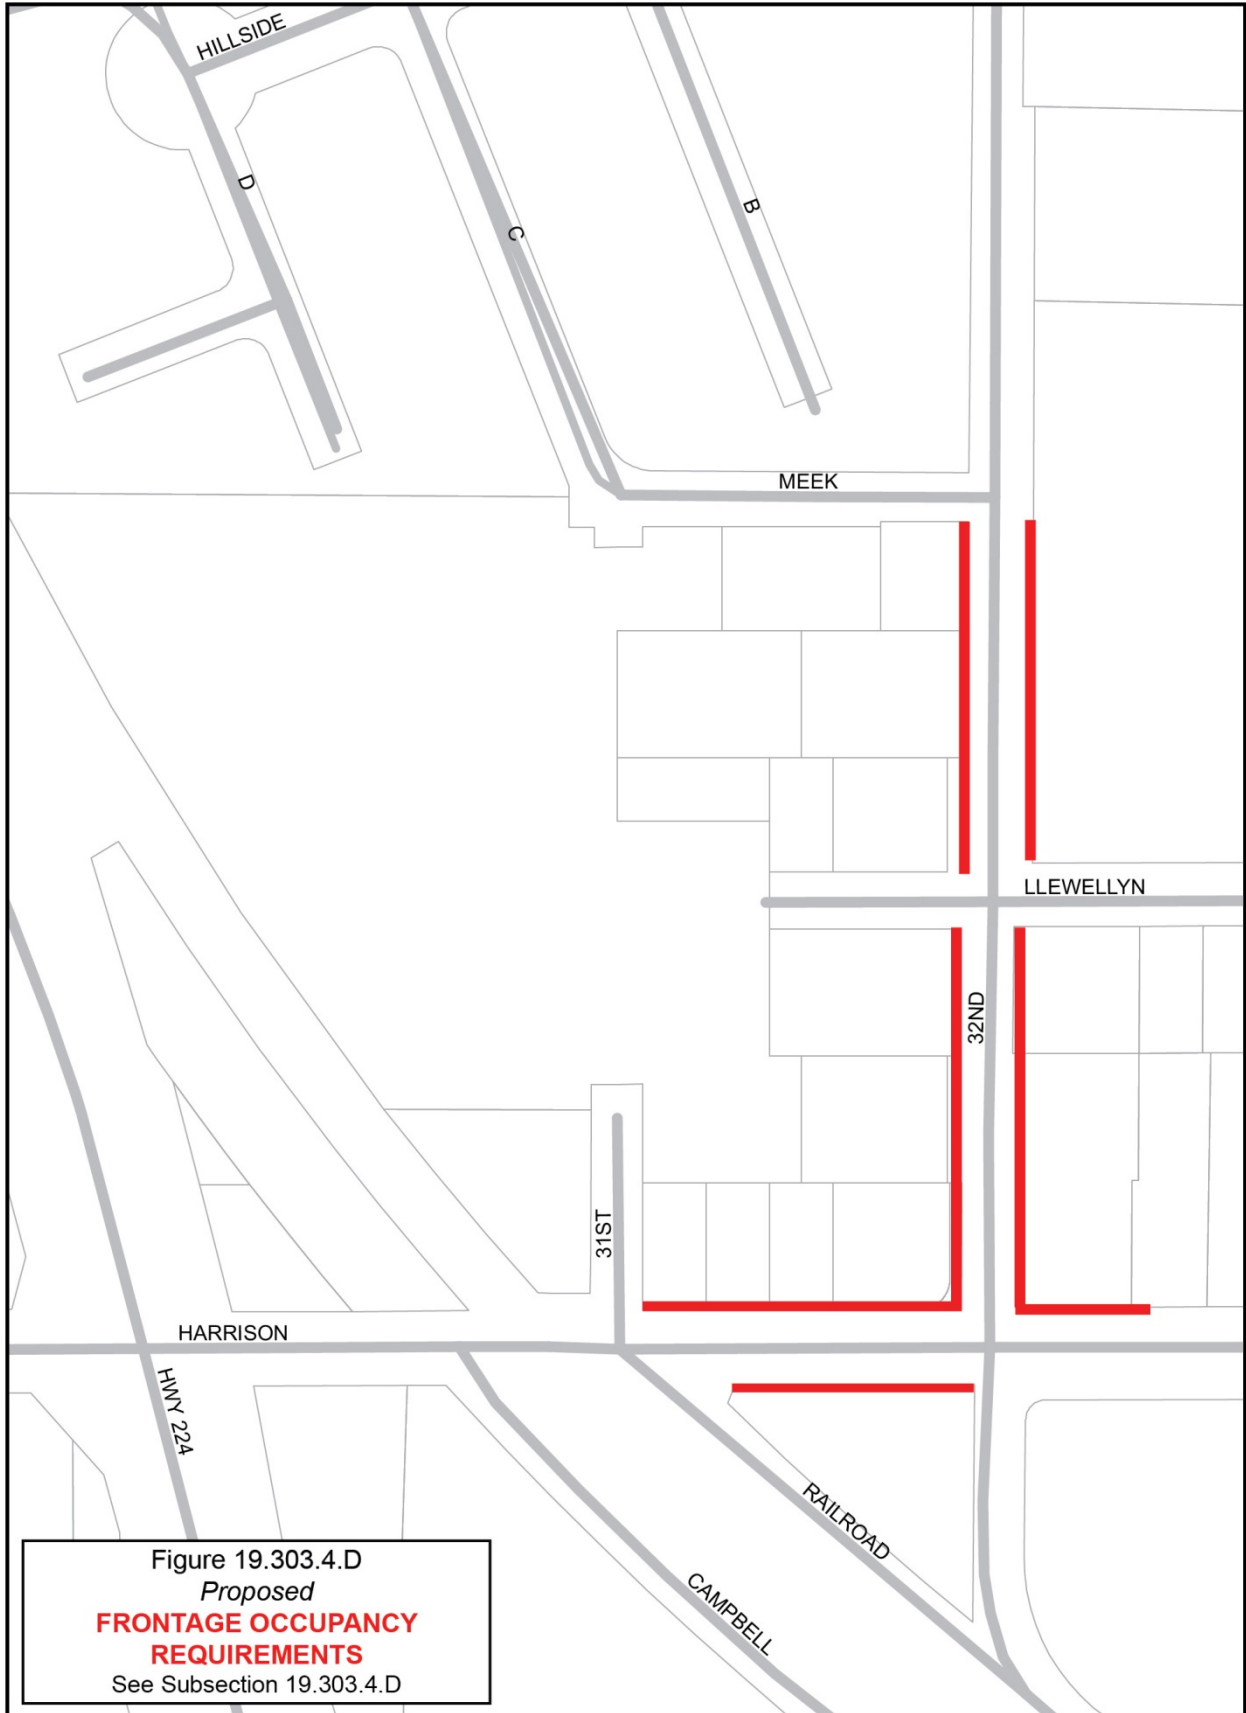 HILLSIDE
D
C
B
MEEK
LLEWELLYN
32ND
31ST
HARRISON
HWY 224
RAILROAD
CAMPBELL
Figure 19.303.4.D
Proposed
FRONTAGE OCCUPANCY
REQUIREMENTS
See Subsection 19.303.4.D